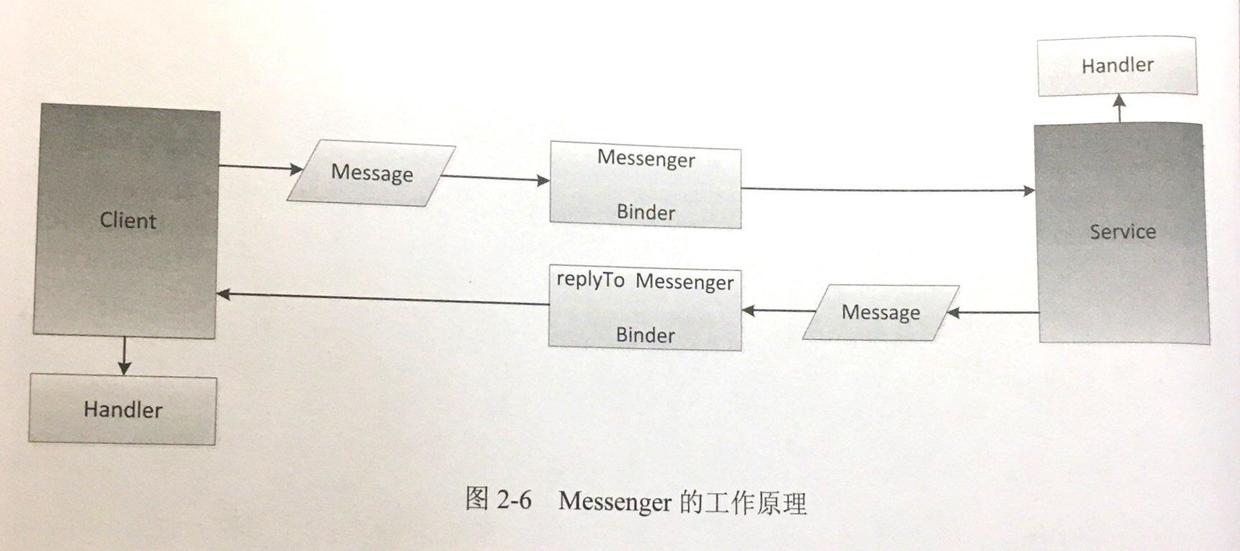 Handler
Client
Message
Messenger
Binder
Service
replyTo Messenger
Binder
Message
Handler
图 2-6 Messenger 的工作原理